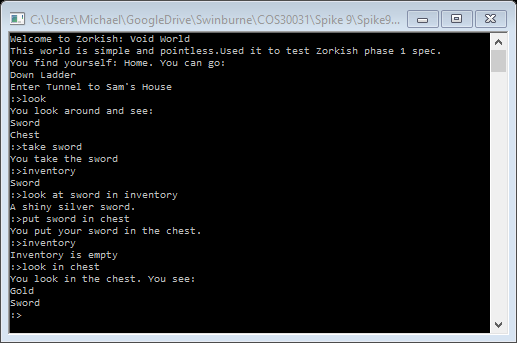 C:\Users\Michael\GoogleDrive\Swinburne\COS30031\Spike 9\Spike9...
Welcome to Zorkish: Void World
This world is simple and pointless.Used it to test Zorkish phase 1 spec.
You find yourself: Home. You can go:
Down Ladder
Enter Tunnel to Sam's House
:>look
You look around and see:
Sword
Chest
:>take sword
You take the sword
:>inventory
Sword
:>look at sword in inventory
A shiny silver sword.
:>put sword in chest
You put your sword in the chest.
:>inventory
Inventory is empty
:>look in chest
You look in the chest. You see:
Gold
Sword
:>